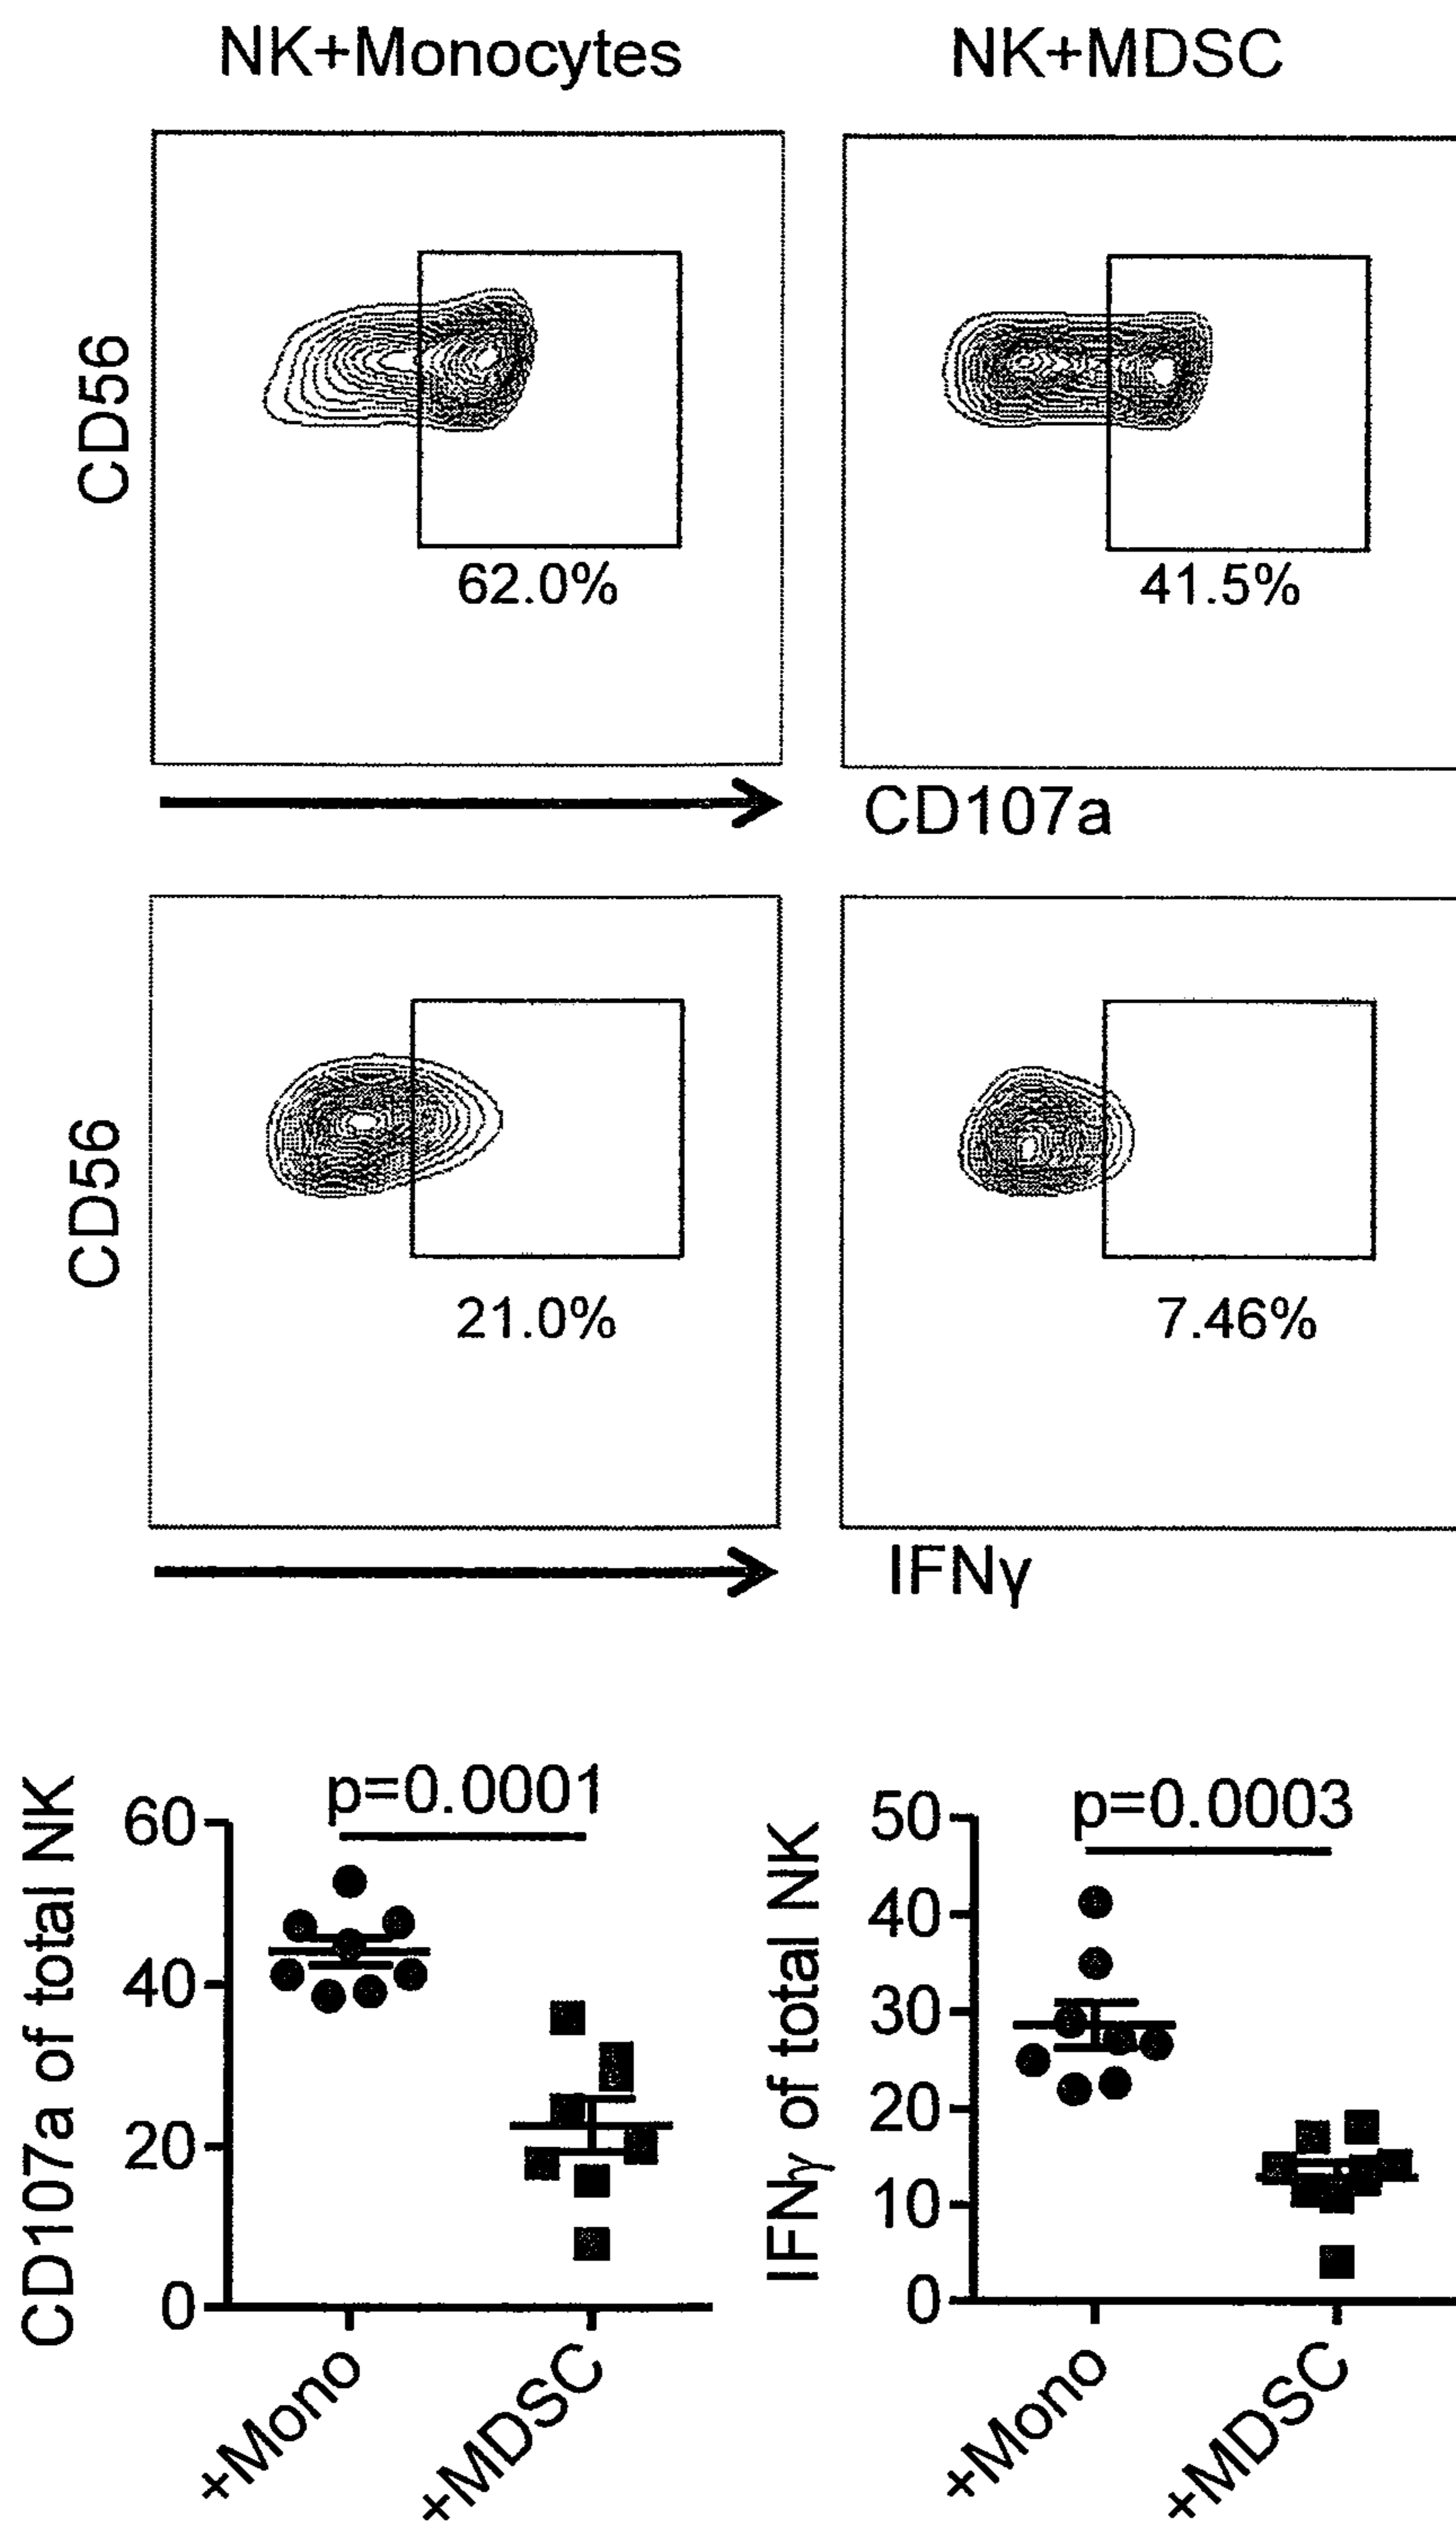 NK+Monocytes
NK+MDSC
CD56
62.0%
41.5%
CD107a
CD56
21.0%
7.46%
IFNγ
CD107a of total NK
p=0.0001
60
40
20
0
+Mono
+MDSC
IFNγ of total NK
p=0.0003
50
40
30
20
10
0
+Mono
+MDSC